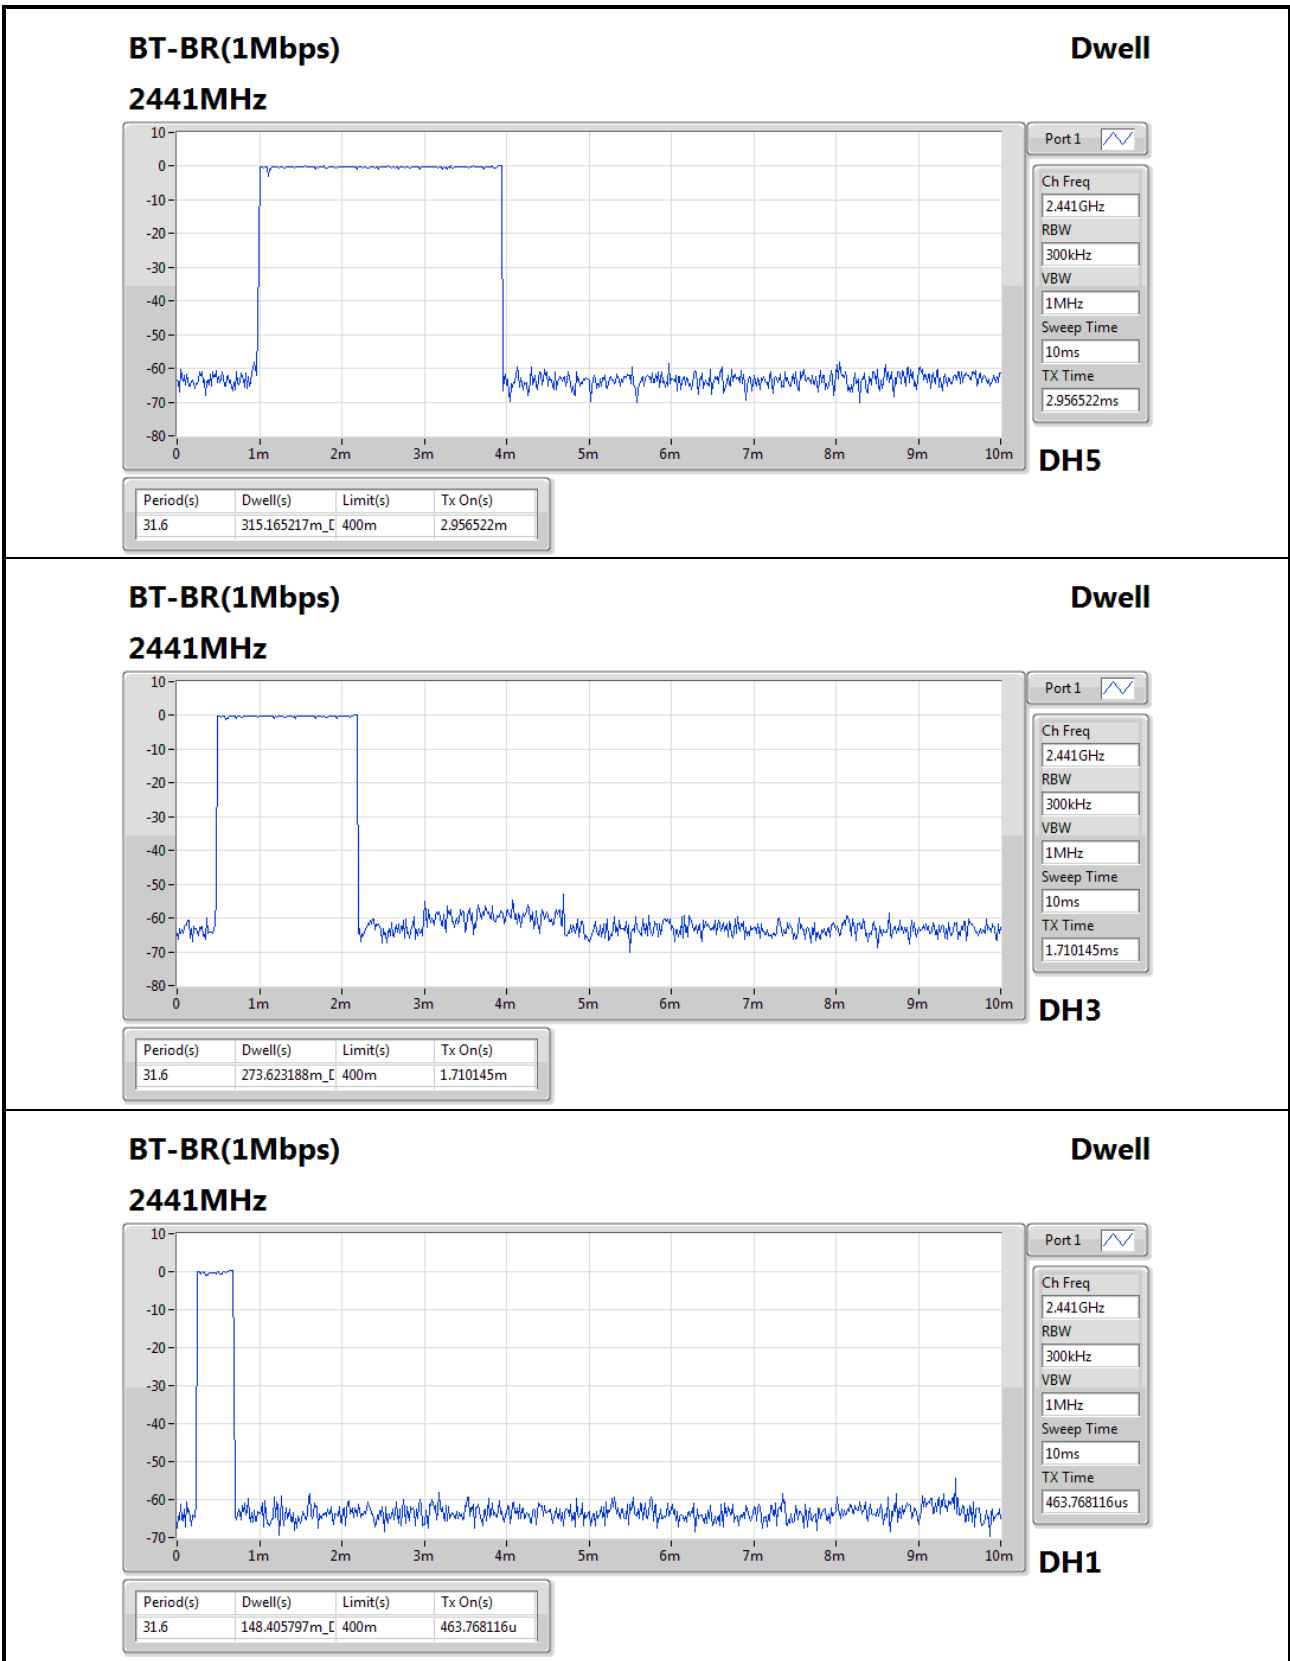 BT-BR(1Mbps) Dwell
2441MHz
10
0
-10
-20
-30
-40
-50
-60
-70
-80
0 1m 2m 3m 4m 5m 6m 7m 8m 9m 10m
Port 1
Ch Freq
2.441GHz
RBW
300kHz
VBW
1MHz
Sweep Time
10ms
TX Time
2.956522ms
DH5
Period(s) Dwell(s) Limit(s) Tx On(s)
31.6 315.165217m_ 400m 2.956522m
BT-BR(1Mbps) Dwell
2441MHz
10
0
-10
-20
-30
-40
-50
-60
-70
-80
0 1m 2m 3m 4m 5m 6m 7m 8m 9m 10m
Port 1
Ch Freq
2.441GHz
RBW
300kHz
VBW
1MHz
Sweep Time
10ms
TX Time
1.710145ms
DH3
Period(s) Dwell(s) Limit(s) Tx On(s)
31.6 273.623188m_ 400m 1.710145m
BT-BR(1Mbps) Dwell
2441MHz
10
0
-10
-20
-30
-40
-50
-60
-70
0 1m 2m 3m 4m 5m 6m 7m 8m 9m 10m
Port 1
Ch Freq
2.441GHz
RBW
300kHz
VBW
1MHz
Sweep Time
10ms
TX Time
463.768116us
DH1
Period(s) Dwell(s) Limit(s) Tx On(s)
31.6 148.405797m_ 400m 463.768116u